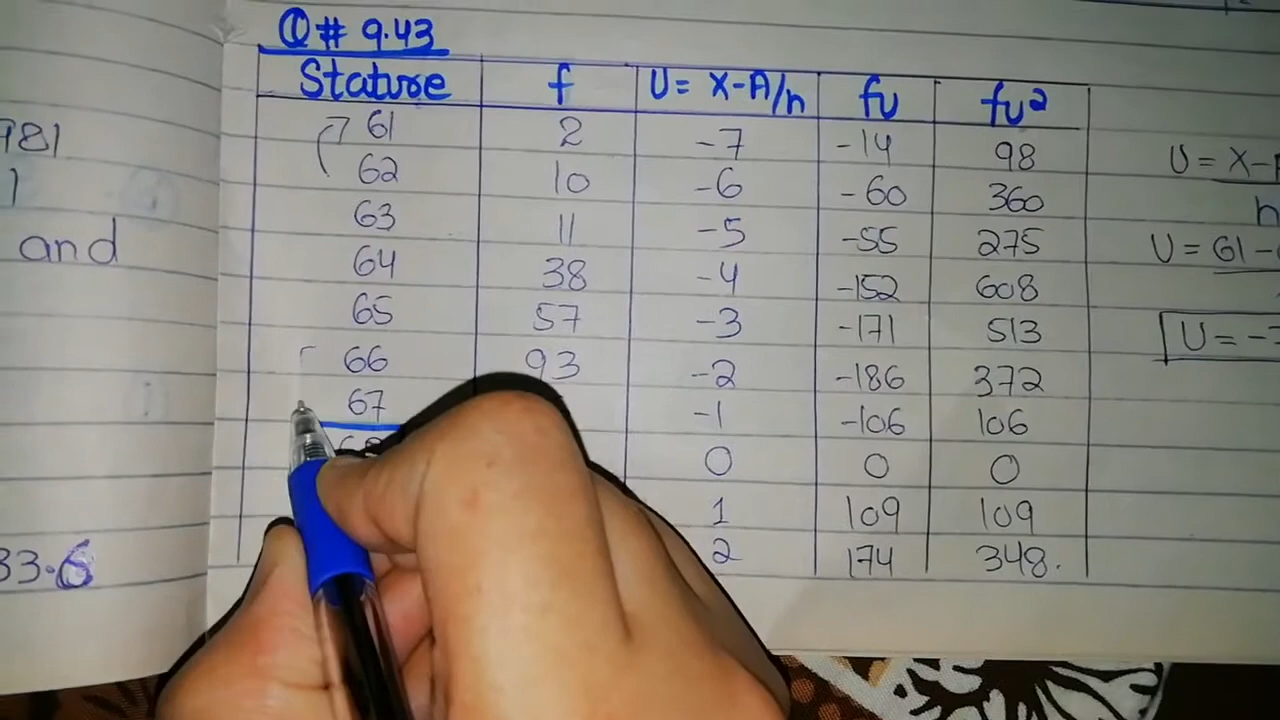 Q# 9.43
Stature f U = X-A/h fu fu²
61 2 -7 -14 98
62 10 -6 -60 360
63 11 -5 -55 275
64 38 -4 -152 608
65 57 -3 -171 513
66 93 -2 -186 372
67 -1 -106 106
0 0 0
1 109 109
2 174 348.
981
1
and
33.6
U = X-
h
U = 61-
U = -